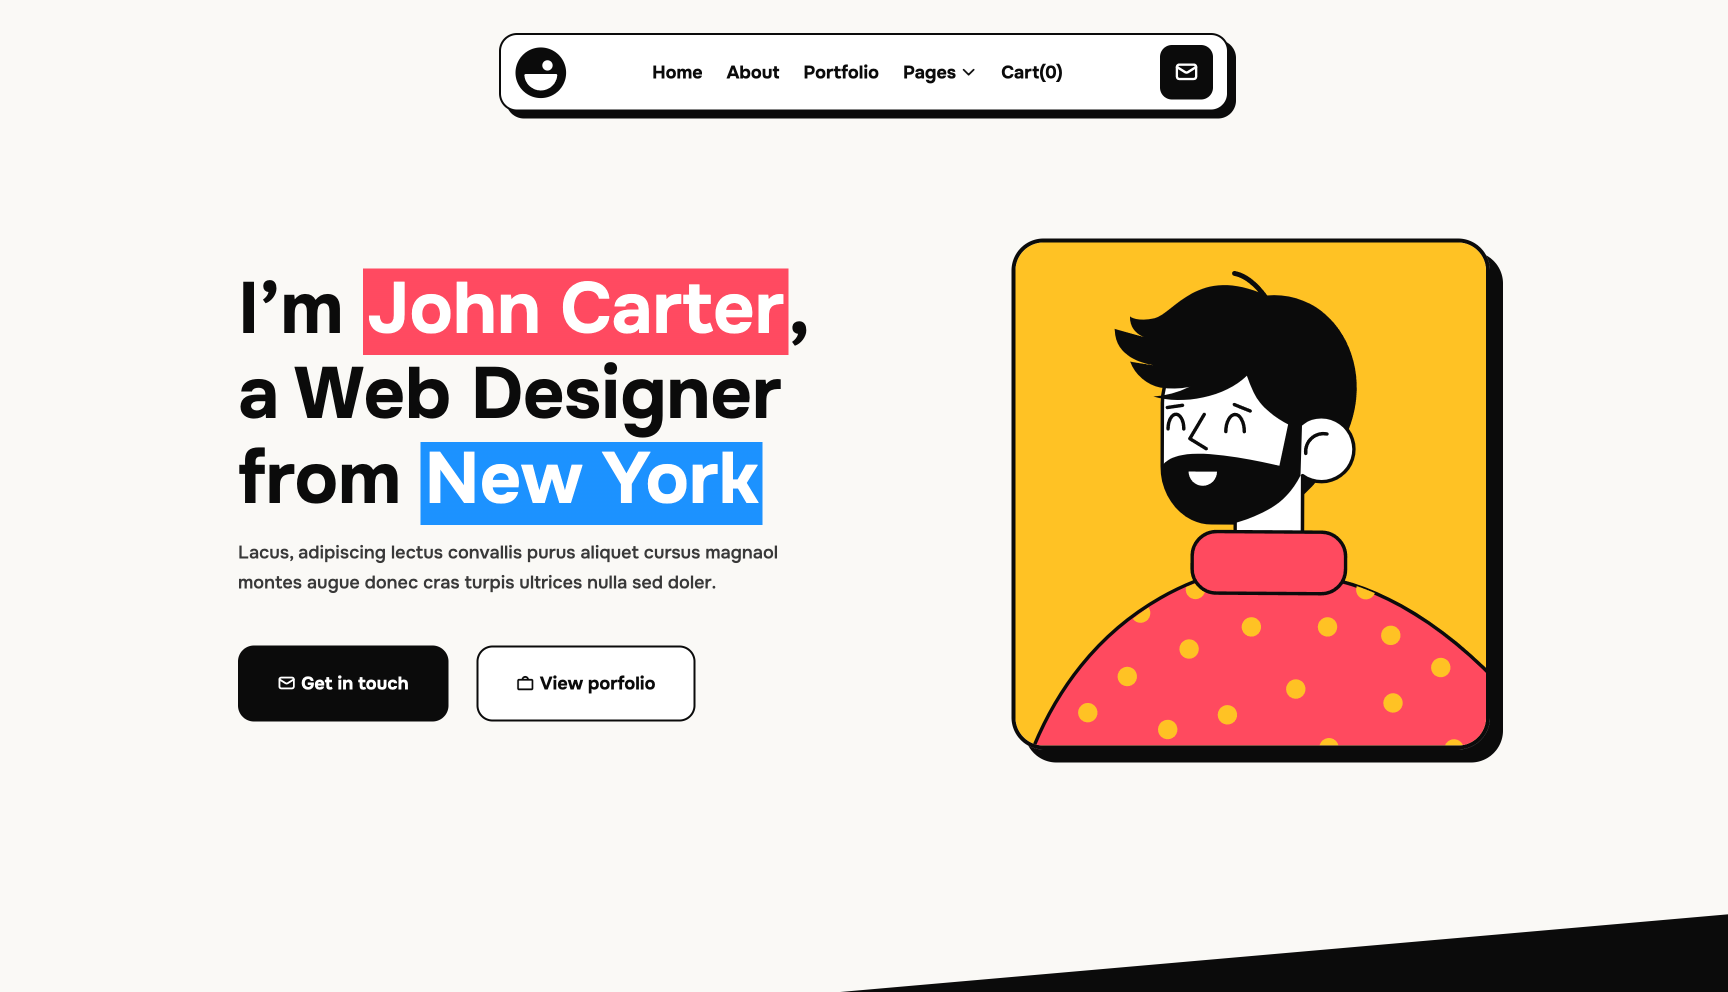 Home About Portfolio Pages Cart(0)
I’m John Carter,
a Web Designer
from New York
Lacus, adipiscing lectus convallis purus aliquet cursus magnaol
montes augue donec cras turpis ultrices nulla sed doler.
Get in touch View porfolio